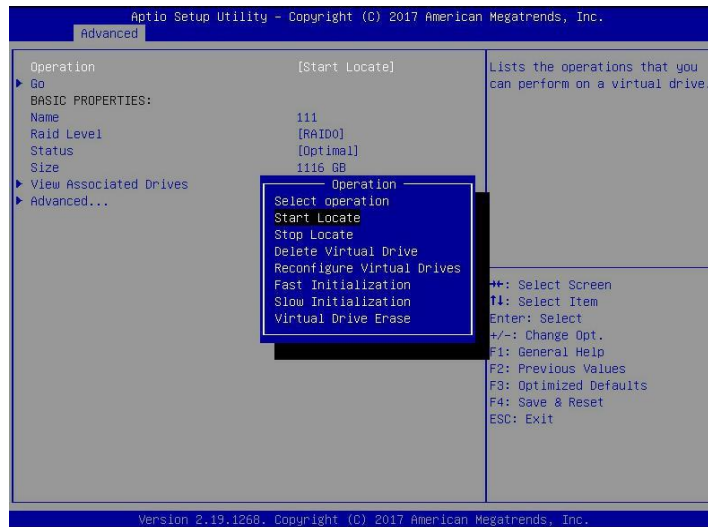 Aptio Setup Utility – Copyright (C) 2017 American Megatrends, Inc.
Advanced
Operation [Start Locate]
Go
BASIC PROPERTIES:
Name 111
Raid Level [RAID0]
Status [Optimal]
Size 1116 GB
View Associated Drives
Advanced...
Operation
Select operation
Start Locate
Stop Locate
Delete Virtual Drive
Reconfigure Virtual Drives
Fast Initialization
Slow Initialization
Virtual Drive Erase
Lists the operations that you
can perform on a virtual drive.
→←: Select Screen
↑↓: Select Item
Enter: Select
+/-: Change Opt.
F1: General Help
F2: Previous Values
F3: Optimized Defaults
F4: Save & Reset
ESC: Exit
Version 2.19.1268. Copyright (C) 2017 American Megatrends, Inc.